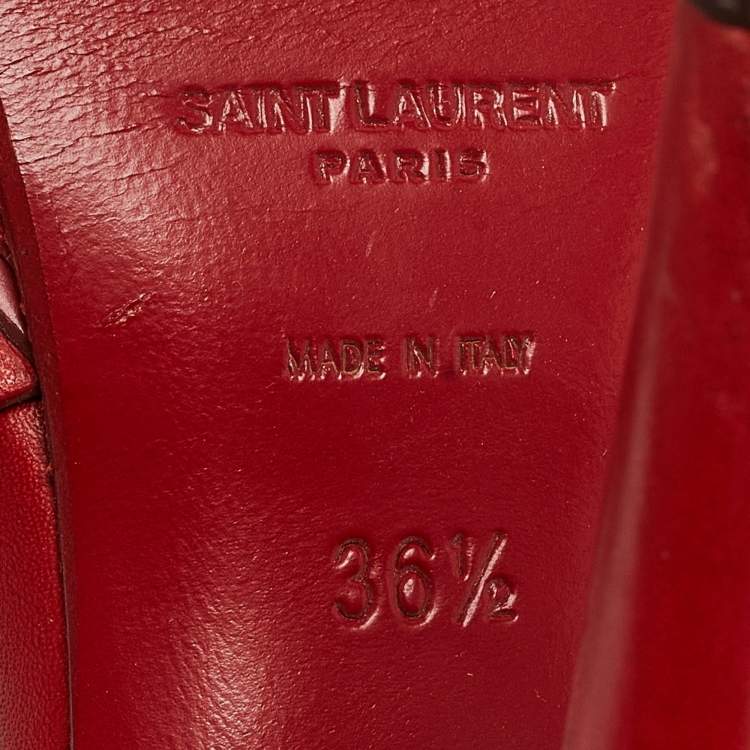 SAINT LAURENT
PARIS
MADE IN ITALY
36½